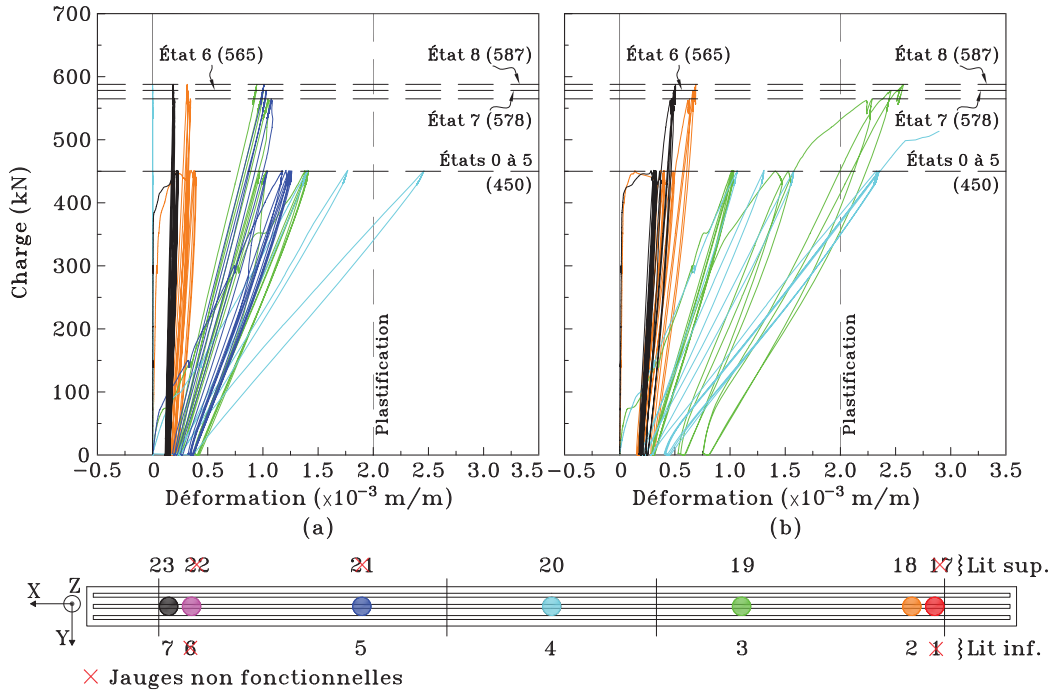 700
600
500
400
300
200
100
0
Charge (kN)
État 6 (565)
État 8 (587)
État 7 (578)
États 0 à 5
(450)
Plastification
−0.5 0 0.5 1.0 1.5 2.0 2.5 3.0 3.5
Déformation (×10⁻³ m/m)
(a)
État 6 (565)
État 8 (587)
État 7 (578)
États 0 à 5
(450)
Plastification
−0.5 0 0.5 1.0 1.5 2.0 2.5 3.0 3.5
Déformation (×10⁻³ m/m)
(b)
23 22 21 20 19 18 17 }Lit sup.
X Z
Y
7 6 5 4 3 2 1 }Lit inf.
× Jauges non fonctionnelles